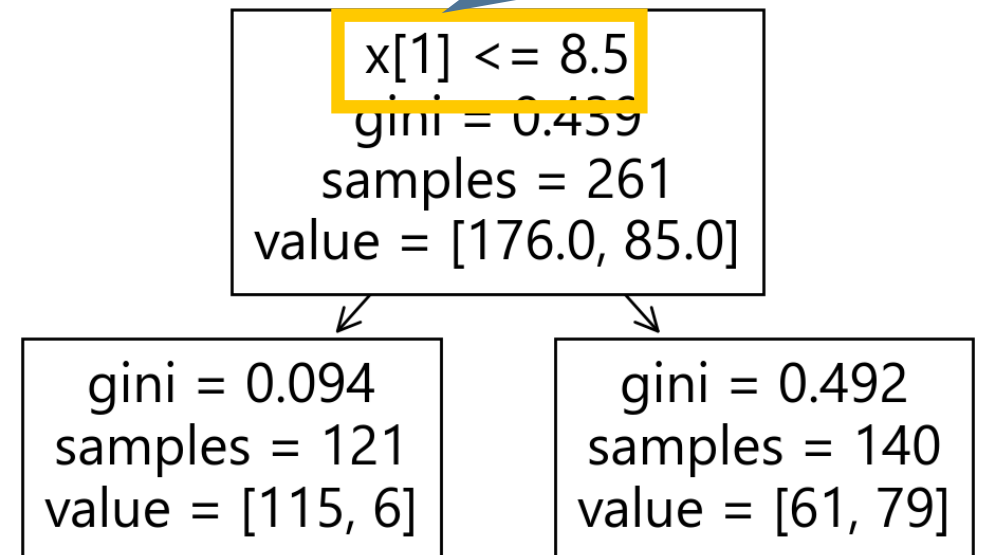 x[1] <= 8.5
gini = 0.439
samples = 261
value = [176.0, 85.0]
gini = 0.094
samples = 121
value = [115, 6]
gini = 0.492
samples = 140
value = [61, 79]